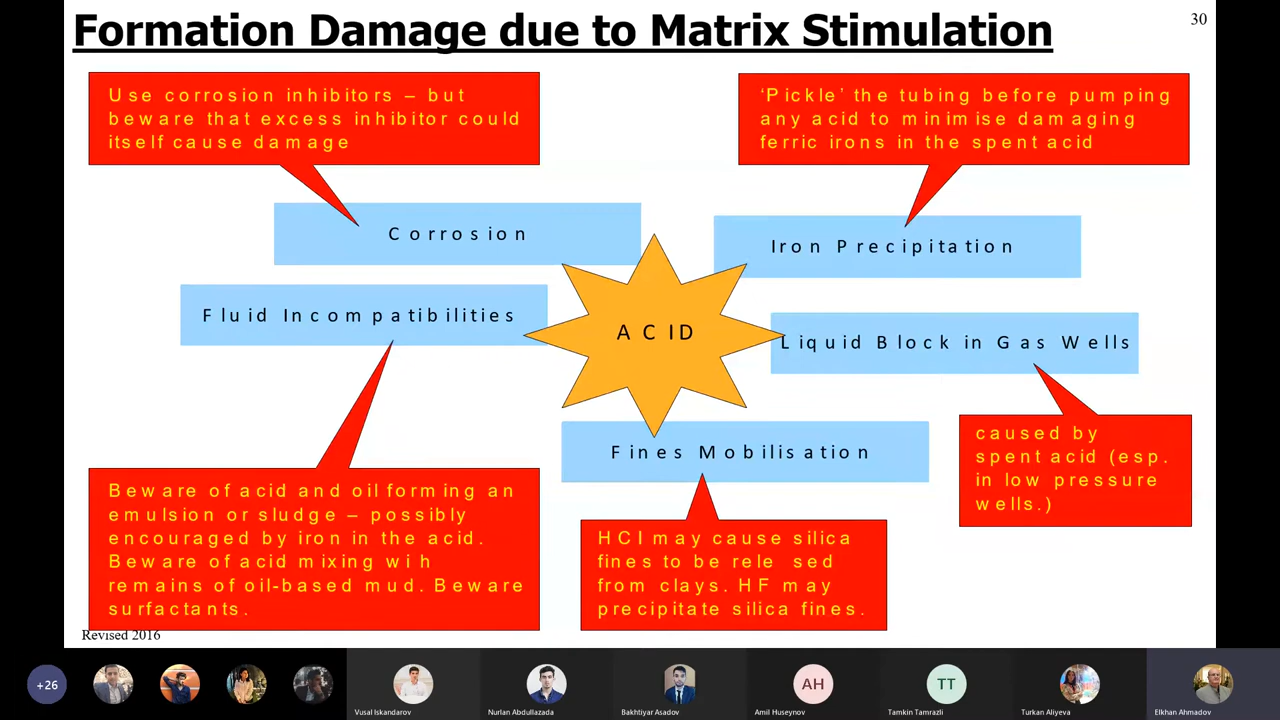 Formation Damage due to Matrix Stimulation
30
Use corrosion inhibitors – but
beware that excess inhibitor could
itself cause damage
‘Pickle’ the tubing before pumping
any acid to minimise damaging
ferric irons in the spent acid
Corrosion
Iron Precipitation
Fluid Incompatibilities
ACID
Liquid Block in Gas Wells
Fines Mobilisation
caused by
spent acid (esp.
in low pressure
wells.)
Beware of acid and oil forming an
emulsion or sludge – possibly
encouraged by iron in the acid.
Beware of acid mixing wi h
remains of oil-based mud. Beware
surfactants.
HCl may cause silica
fines to be rele sed
from clays. HF may
precipitate silica fines.
Revised 2016
+26
AH
TT
Vusal Iskandarov
Nurlan Abdullazada
Bakhtiyar Asadov
Amil Huseynov
Tamkin Tamrazli
Turkan Aliyeva
Elkhan Ahmadov